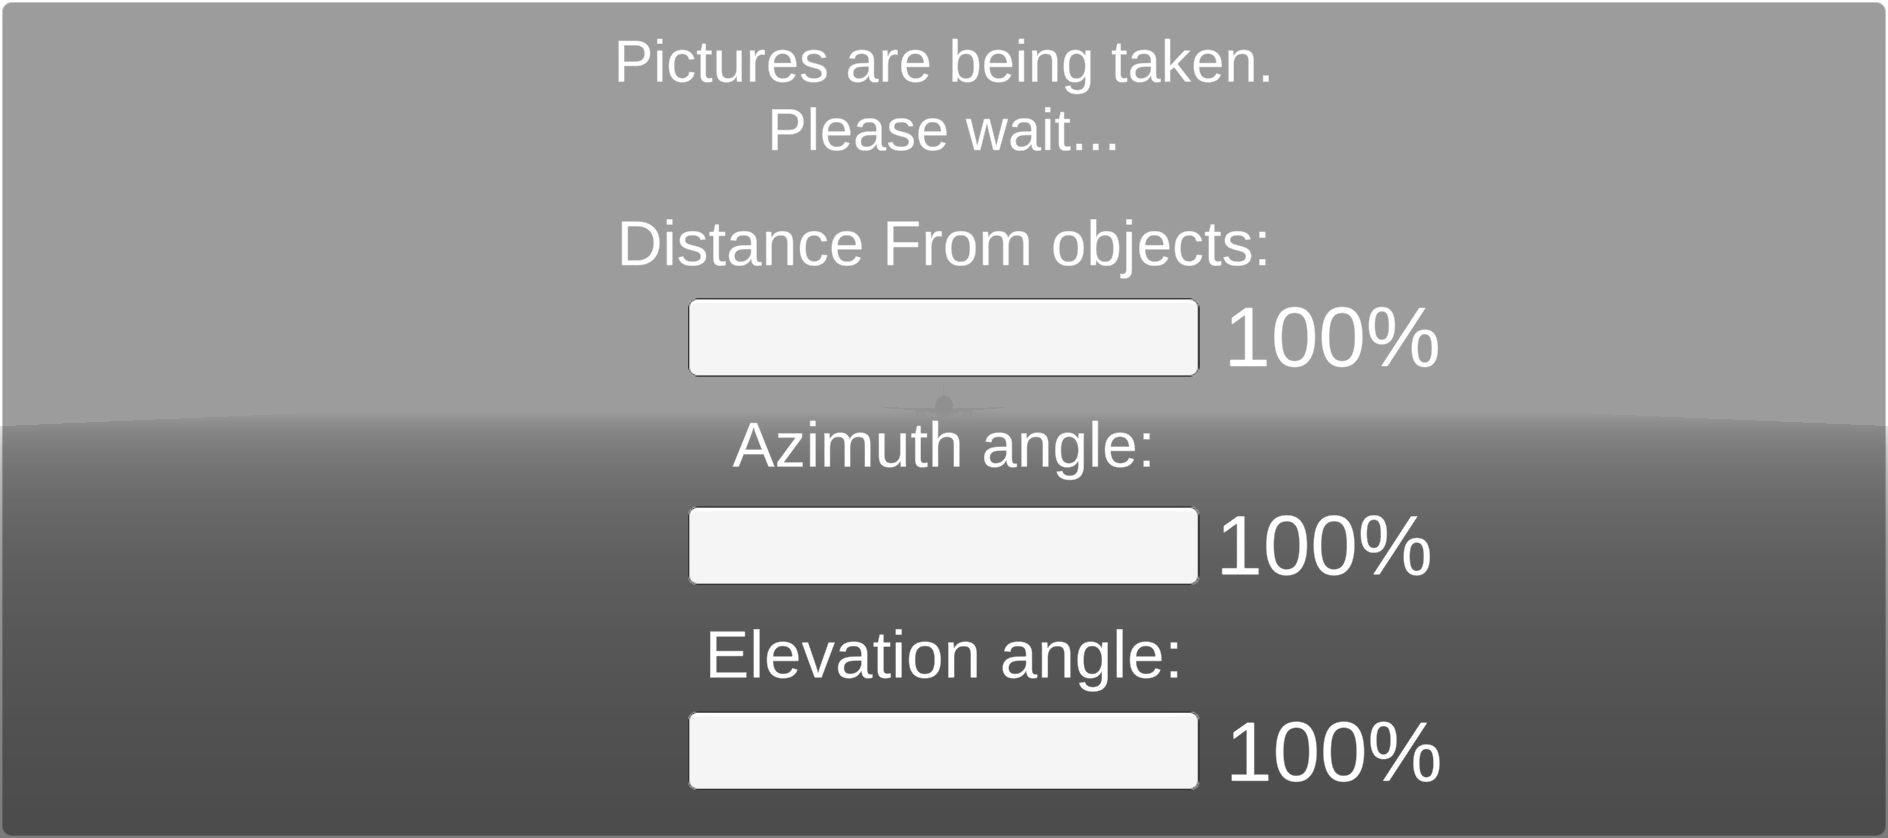 Pictures are being taken.
Please wait...
Distance From objects:
100%
Azimuth angle:
100%
Elevation angle:
100%